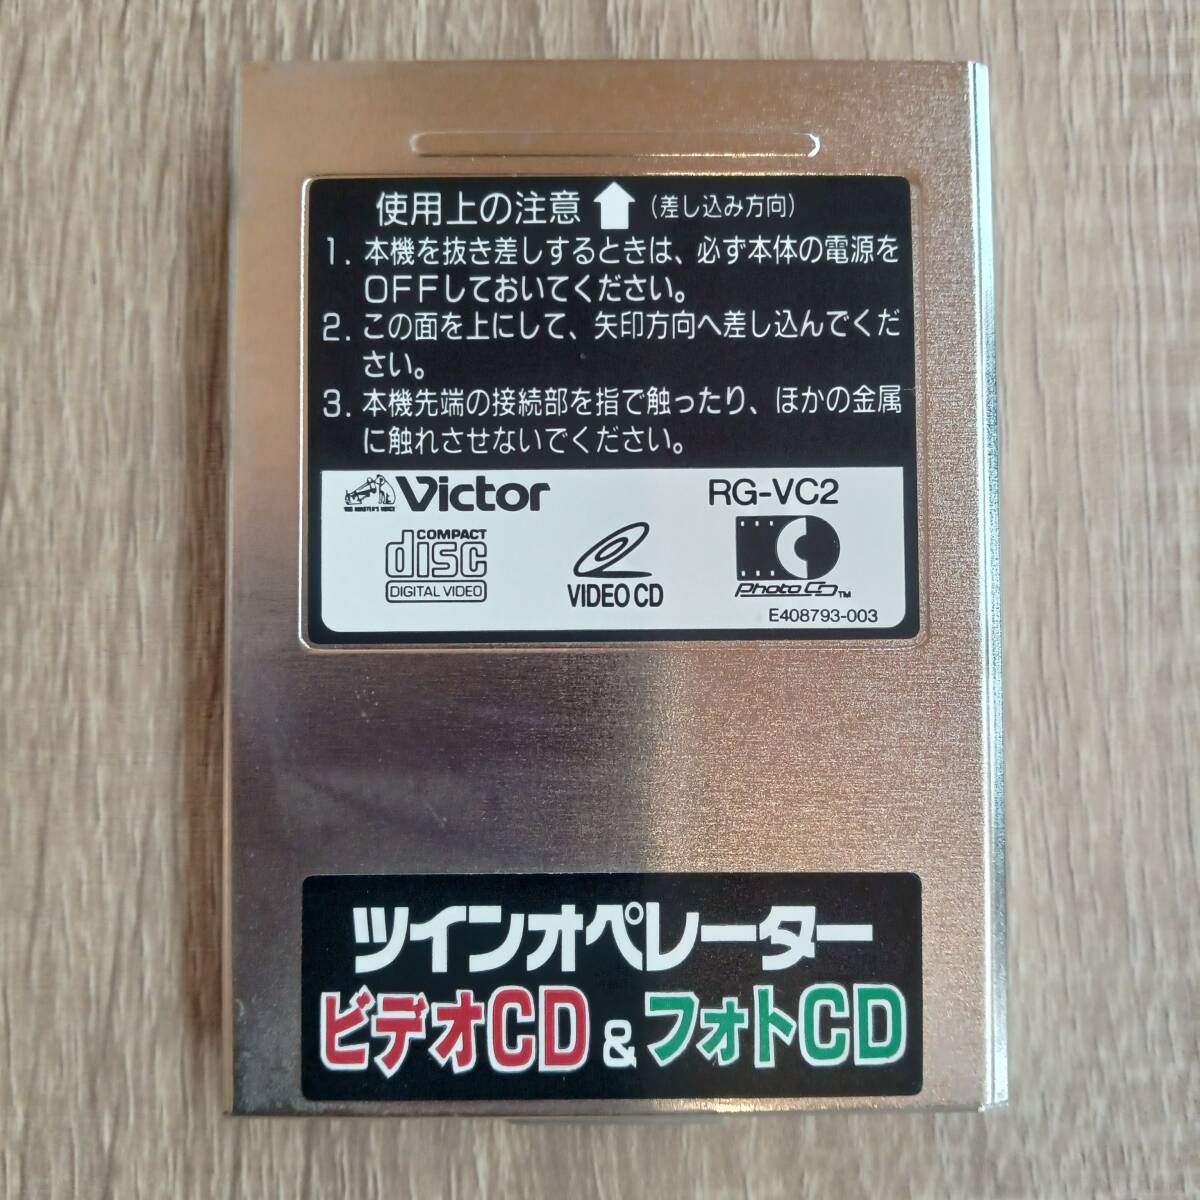 使用上の注意 (差し込み方向)
1. 本機を抜き差しするときは、必ず本体の電源を
OFFしておいてください。
2. この面を上にして、矢印方向へ差し込んでくだ
さい。
3. 本機先端の接続部を指で触ったり、ほかの金属
に触れさせないでください。
Victor
HIS MASTER'S VOICE
RG-VC2
COMPACT
disc
DIGITAL VIDEO
VIDEO CD
Photo CD TM
E408793-003
ツインオペレーター
ビデオCD & フォトCD